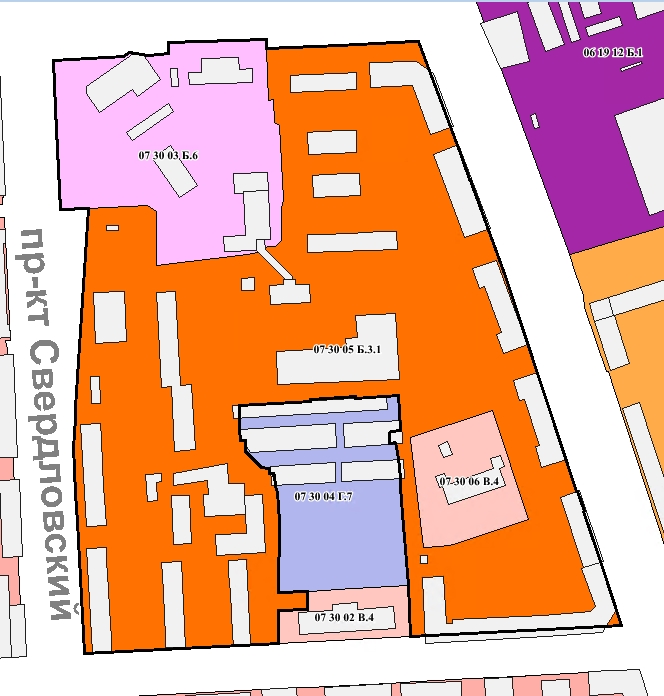 06 19 12 Б.1
07 30 03 Б.6
пр-кт Свердловский
07-30-05 Б.3.1
07-30-06 В.4
07 30 04 Г.7
07 30 02 В.4